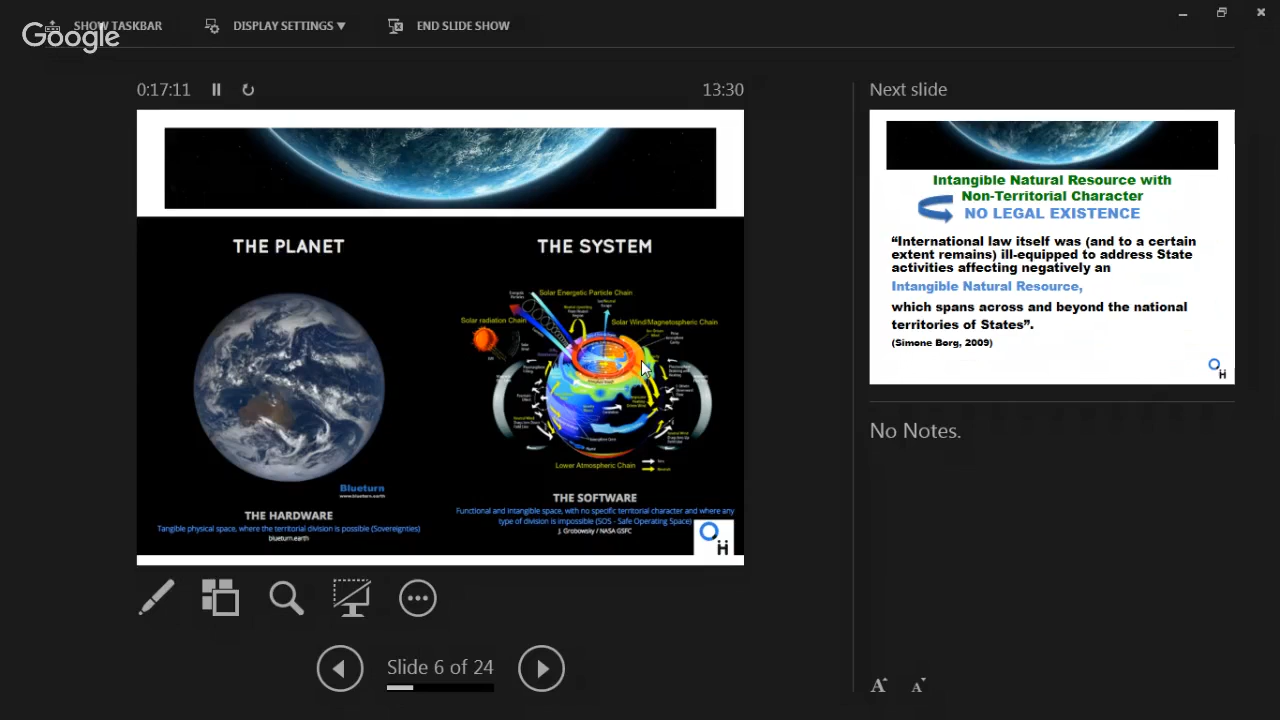 SHOW TASKBAR
DISPLAY SETTINGS ▼
END SLIDE SHOW
Google
0:17:11
13:30
THE PLANET
THE SYSTEM
Solar Energetic Particle Chain
Solar radiation Chain
Solar Wind/Magnetospheric Chain
Lower Atmospheric Chain
Blueturn
www.blueturn.earth
THE HARDWARE
Tangible physical space, where the territorial division is possible (Sovereignties)
blueturn.earth
THE SOFTWARE
Functional and intangible space, with no specific territorial character and where any
type of division is impossible (SOS - Safe Operating Space)
J. Grobowsky / NASA GSFC
Next slide
Intangible Natural Resource with
Non-Territorial Character
NO LEGAL EXISTENCE
“International law itself was (and to a certain
extent remains) ill-equipped to address State
activities affecting negatively an
Intangible Natural Resource,
which spans across and beyond the national
territories of States”.
(Simone Borg, 2009)
No Notes.
Slide 6 of 24